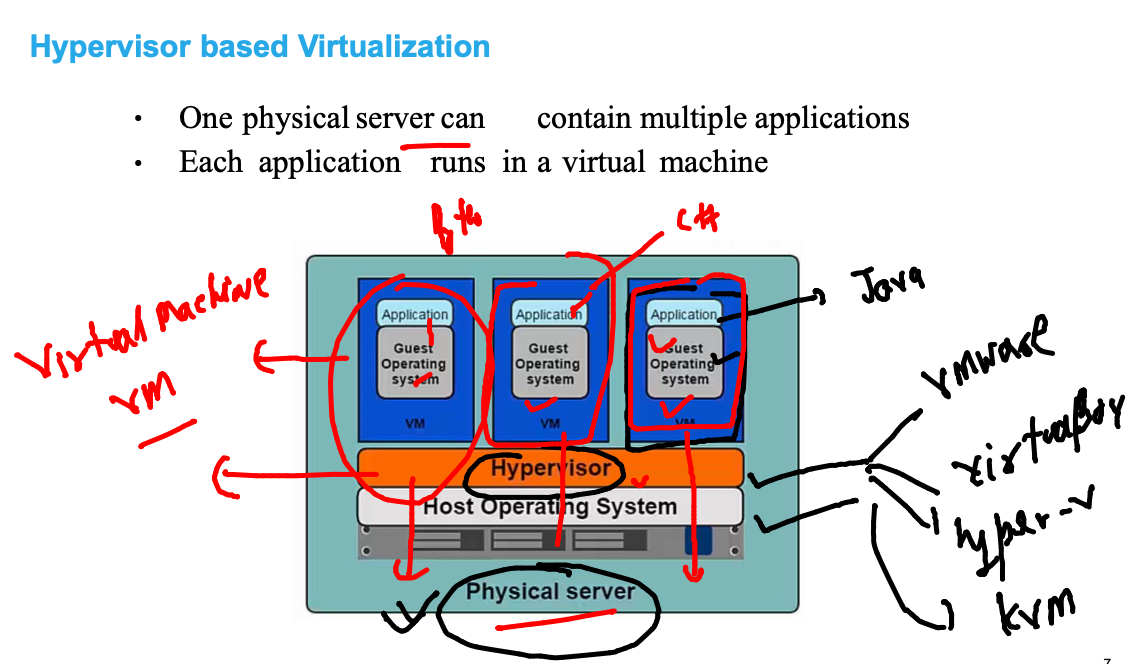 Hypervisor based Virtualization
• One physical server can contain multiple applications
• Each application runs in a virtual machine
C#
Java
Virtual Machine
VM
Application
Guest
Operating
system
VM
Application
Guest
Operating
system
VM
Application
Guest
Operating
system
VM
Hypervisor
Host Operating System
Physical server
vmware
virtualBox
hyper-v
kvm
7